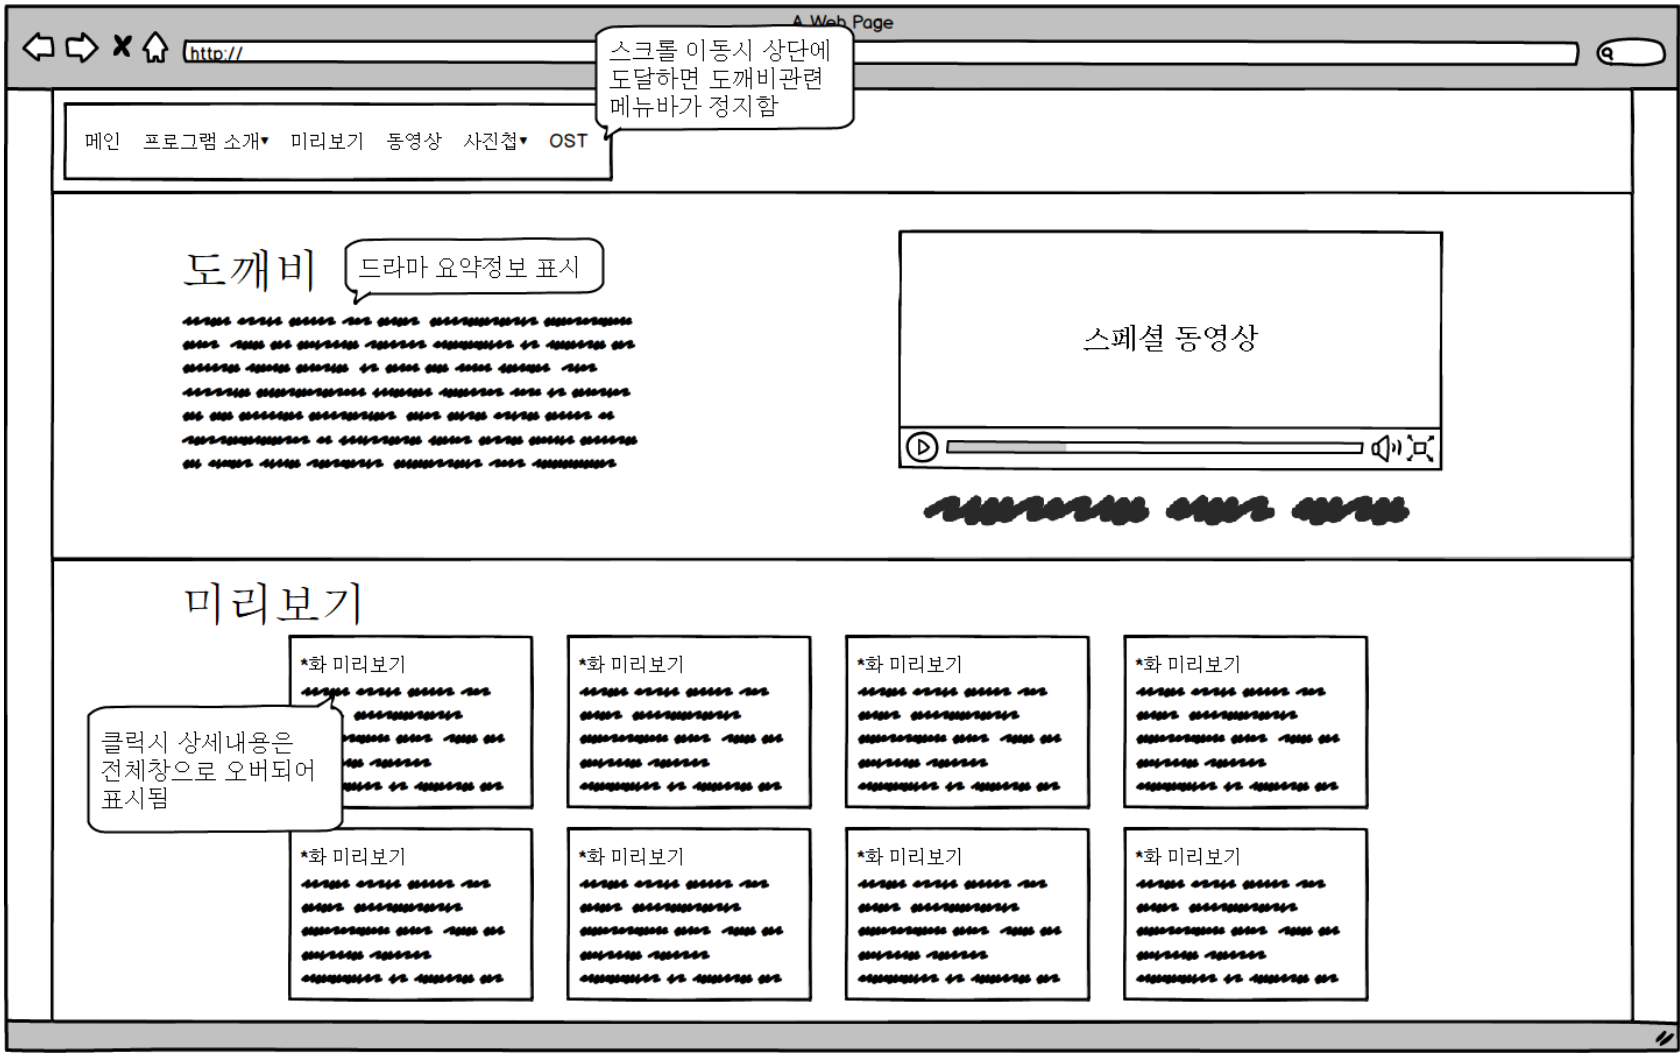 A Web Page
http://
스크롤 이동시 상단에
도달하면 도깨비관련
메뉴바가 정지함
메인 프로그램 소개▾ 미리보기 동영상 사진첩▾ OST
도깨비
드라마 요약정보 표시
스페셜 동영상
미리보기
*화 미리보기 *화 미리보기 *화 미리보기 *화 미리보기
클릭시 상세내용은
전체창으로 오버되어
표시됨
*화 미리보기 *화 미리보기 *화 미리보기 *화 미리보기